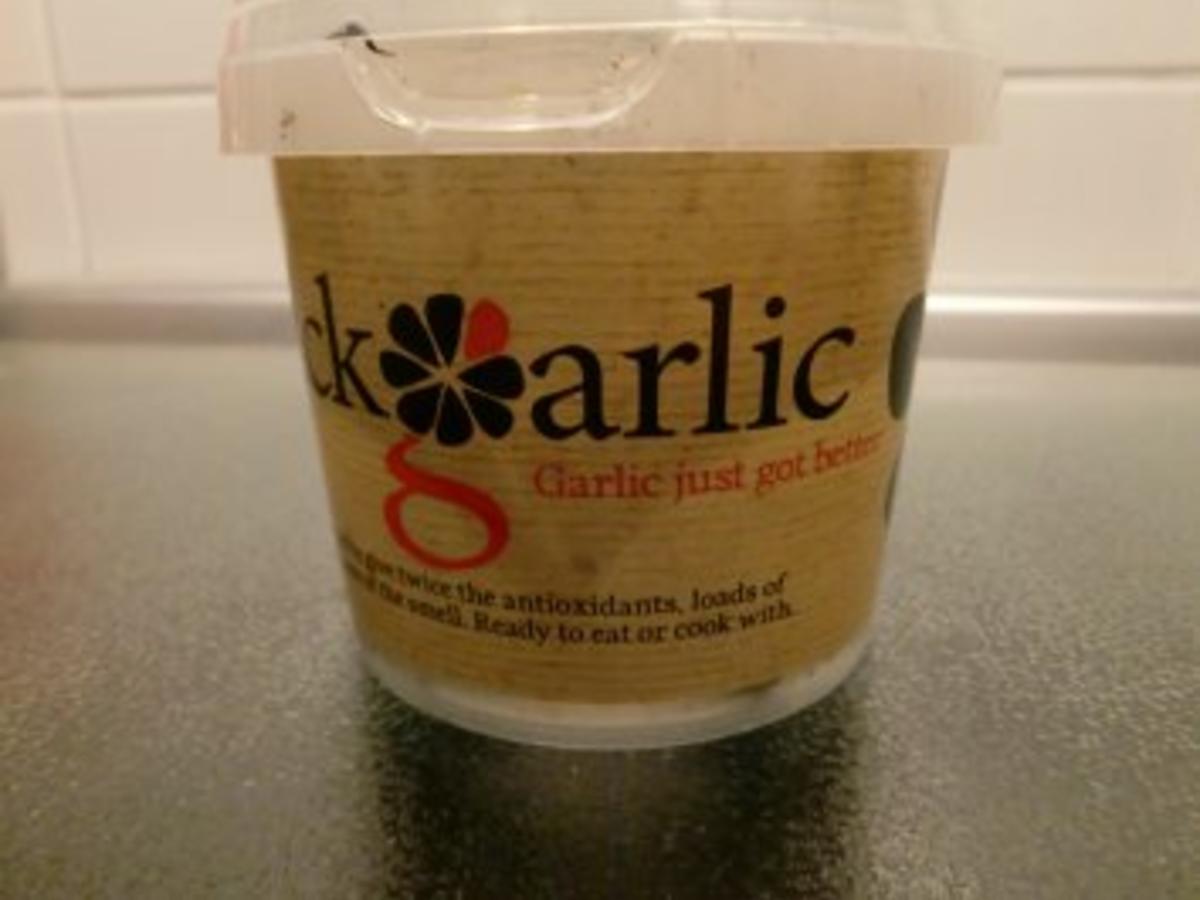 ck garlic
Garlic just got better
twice the antioxidants, loads of
the smell. Ready to eat or cook with.